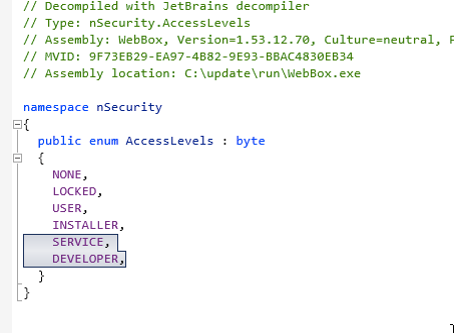 // Decompiled with JetBrains decompiler
// Type: nSecurity.AccessLevels
// Assembly: WebBox, Version=1.53.12.70, Culture=neutral,
// MVID: 9F73EB29-EA97-4B82-9E93-BBAC4830EB34
// Assembly location: C:\update\run\WebBox.exe
namespace nSecurity
{
public enum AccessLevels : byte
{
NONE,
LOCKED,
USER,
INSTALLER,
SERVICE,
DEVELOPER,
}
}